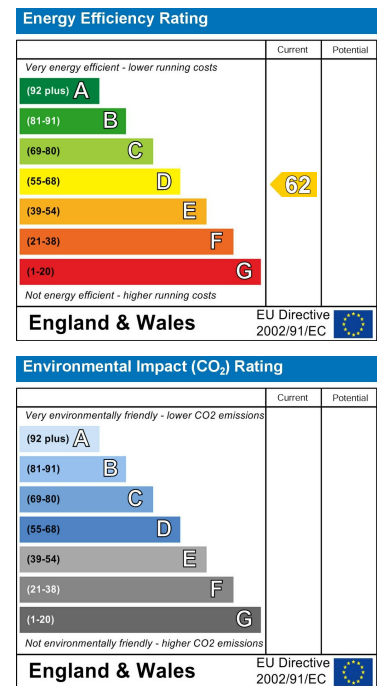 Energy Efficiency Rating
Current Potential
Very energy efficient - lower running costs
(92 plus) A
(81-91) B
(69-80) C
(55-68) D
62
(39-54) E
(21-38) F
(1-20) G
Not energy efficient - higher running costs
England & Wales
EU Directive
2002/91/EC
Environmental Impact (CO₂) Rating
Current Potential
Very environmentally friendly - lower CO2 emissions
(92 plus) A
(81-91) B
(69-80) C
(55-68) D
(39-54) E
(21-38) F
(1-20) G
Not environmentally friendly - higher CO2 emissions
England & Wales
EU Directive
2002/91/EC